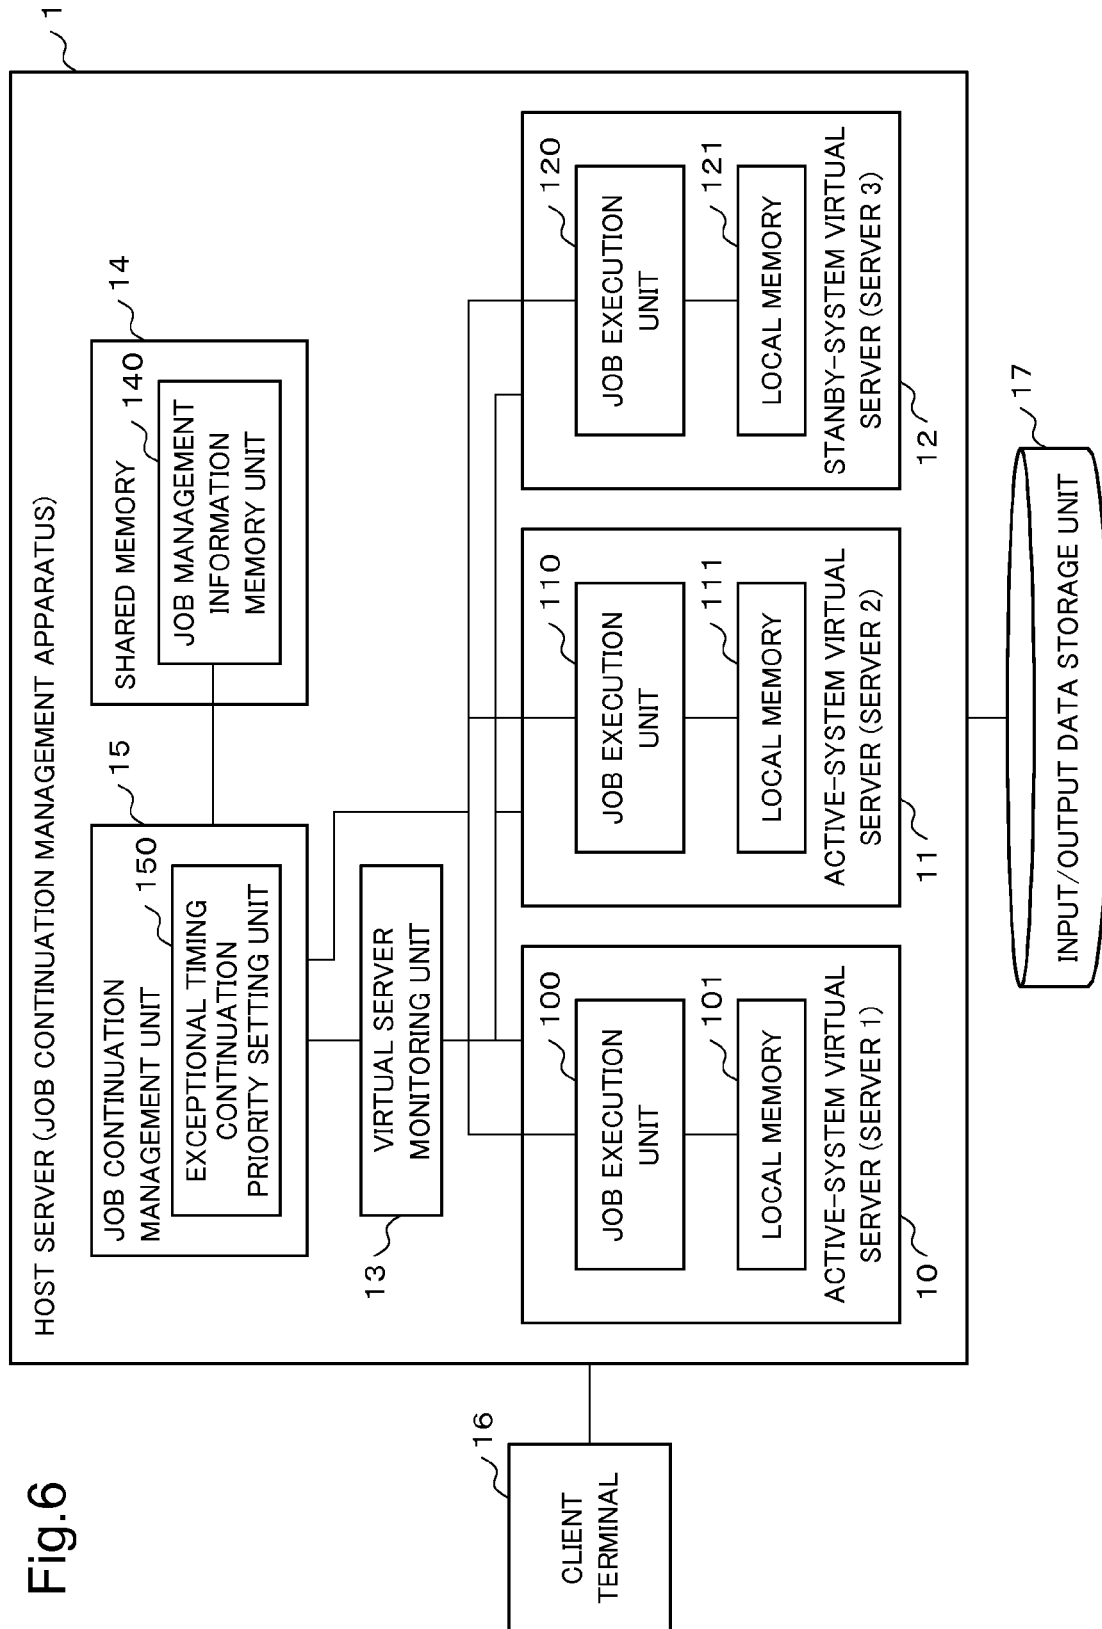 Fig.6
1
HOST SERVER (JOB CONTINUATION MANAGEMENT APPARATUS)
15
JOB CONTINUATION
MANAGEMENT UNIT
150
EXCEPTIONAL TIMING
CONTINUATION
PRIORITY SETTING UNIT
14
SHARED MEMORY
140
JOB MANAGEMENT
INFORMATION
MEMORY UNIT
13
VIRTUAL SERVER
MONITORING UNIT
16
CLIENT
TERMINAL
100
JOB EXECUTION
UNIT
101
LOCAL MEMORY
ACTIVE-SYSTEM VIRTUAL
SERVER (SERVER 1)
10
110
JOB EXECUTION
UNIT
111
LOCAL MEMORY
ACTIVE-SYSTEM VIRTUAL
SERVER (SERVER 2)
11
120
JOB EXECUTION
UNIT
121
LOCAL MEMORY
STANBY-SYSTEM VIRTUAL
SERVER (SERVER 3)
12
17
INPUT/OUTPUT DATA STORAGE UNIT